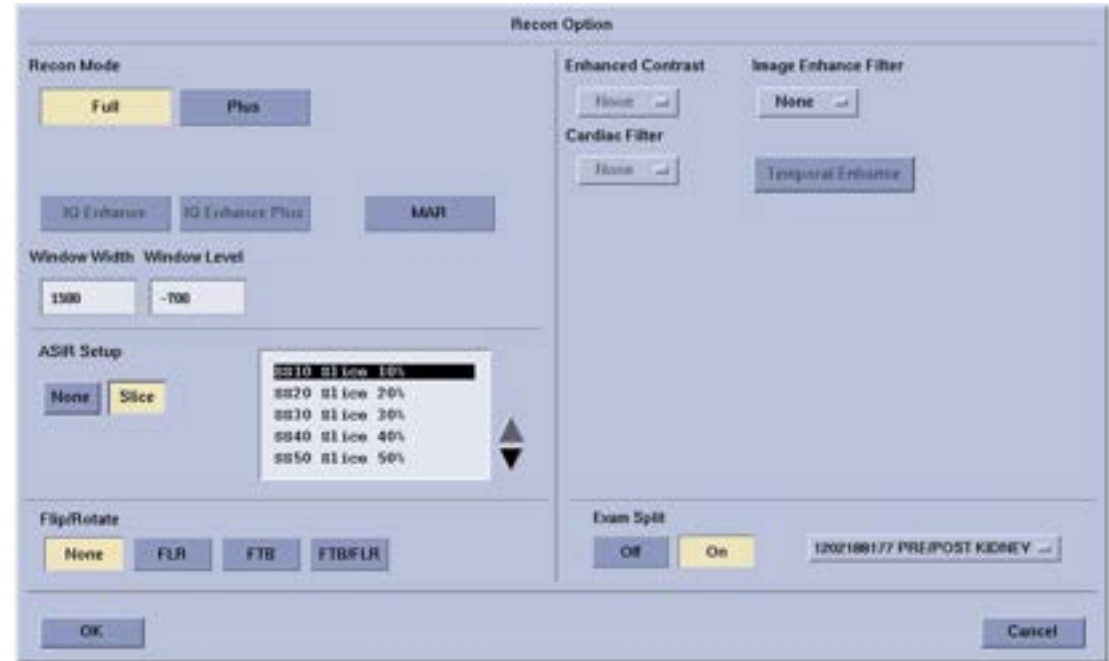 Recon Option
Recon Mode
Full Plus
IQ Enhance IQ Enhance Plus MAR
Window Width Window Level
1500 -700
ASiR Setup
None Slice
SS10 Slice 10%
SS20 Slice 20%
SS30 Slice 30%
SS40 Slice 40%
SS50 Slice 50%
Flip/Rotate
None FLR FTB FTB/FLR
Enhanced Contrast Image Enhance Filter
None None
Cardiac Filter
None Temporal Enhance
Exam Split
Off On 1202188177 PRE/POST KIDNEY
OK Cancel